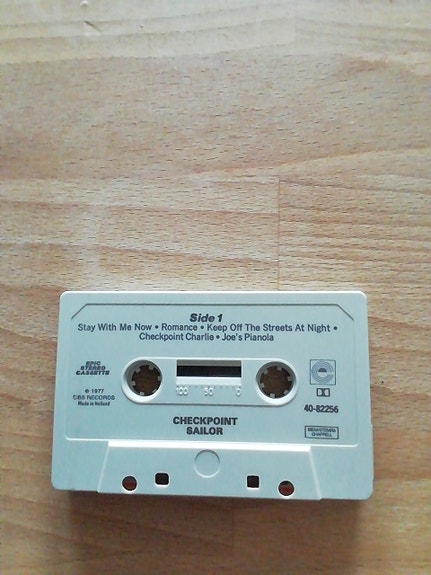 Side 1
Stay With Me Now • Romance • Keep Off The Streets At Night •
Checkpoint Charlie • Joe's Pianola
EPIC
STEREO
CASSETTE
℗ 1977
CBS RECORDS
Made in Holland
100 50 0
40-82256
CHECKPOINT
SAILOR
CHAPPELL